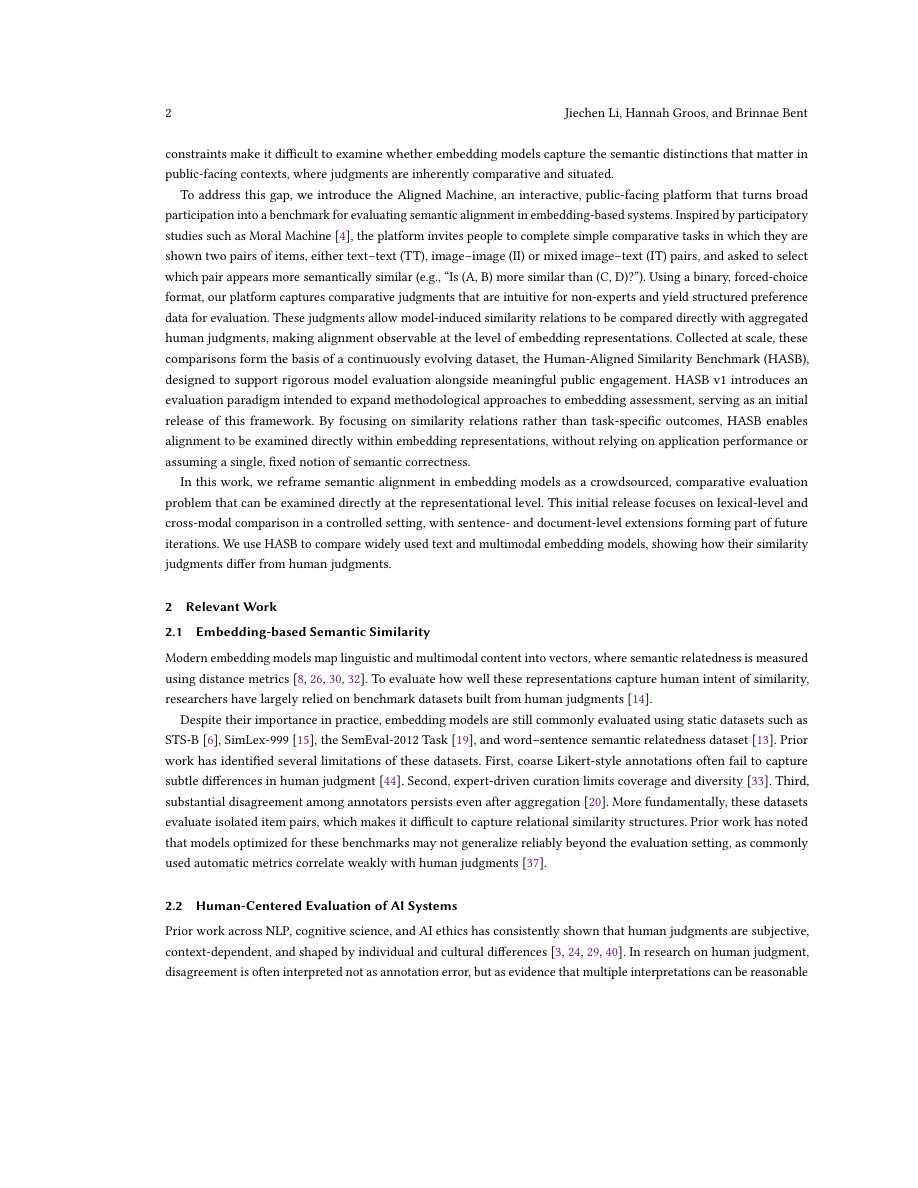 2
Jiechen Li, Hannah Groos, and Brinnae Bent
constraints make it difficult to examine whether embedding models capture the semantic distinctions that matter in
public-facing contexts, where judgments are inherently comparative and situated.
To address this gap, we introduce the Aligned Machine, an interactive, public-facing platform that turns broad
participation into a benchmark for evaluating semantic alignment in embedding-based systems. Inspired by participatory
studies such as Moral Machine [4], the platform invites people to complete simple comparative tasks in which they are
shown two pairs of items, either text–text (TT), image–image (II) or mixed image–text (IT) pairs, and asked to select
which pair appears more semantically similar (e.g., “Is (A, B) more similar than (C, D)?”). Using a binary, forced-choice
format, our platform captures comparative judgments that are intuitive for non-experts and yield structured preference
data for evaluation. These judgments allow model-induced similarity relations to be compared directly with aggregated
human judgments, making alignment observable at the level of embedding representations. Collected at scale, these
comparisons form the basis of a continuously evolving dataset, the Human-Aligned Similarity Benchmark (HASB),
designed to support rigorous model evaluation alongside meaningful public engagement. HASB v1 introduces an
evaluation paradigm intended to expand methodological approaches to embedding assessment, serving as an initial
release of this framework. By focusing on similarity relations rather than task-specific outcomes, HASB enables
alignment to be examined directly within embedding representations, without relying on application performance or
assuming a single, fixed notion of semantic correctness.
In this work, we reframe semantic alignment in embedding models as a crowdsourced, comparative evaluation
problem that can be examined directly at the representational level. This initial release focuses on lexical-level and
cross-modal comparison in a controlled setting, with sentence- and document-level extensions forming part of future
iterations. We use HASB to compare widely used text and multimodal embedding models, showing how their similarity
judgments differ from human judgments.
2 Relevant Work
2.1 Embedding-based Semantic Similarity
Modern embedding models map linguistic and multimodal content into vectors, where semantic relatedness is measured
using distance metrics [8, 26, 30, 32]. To evaluate how well these representations capture human intent of similarity,
researchers have largely relied on benchmark datasets built from human judgments [14].
Despite their importance in practice, embedding models are still commonly evaluated using static datasets such as
STS-B [6], SimLex-999 [15], the SemEval-2012 Task [19], and word–sentence semantic relatedness dataset [13]. Prior
work has identified several limitations of these datasets. First, coarse Likert-style annotations often fail to capture
subtle differences in human judgment [44]. Second, expert-driven curation limits coverage and diversity [33]. Third,
substantial disagreement among annotators persists even after aggregation [20]. More fundamentally, these datasets
evaluate isolated item pairs, which makes it difficult to capture relational similarity structures. Prior work has noted
that models optimized for these benchmarks may not generalize reliably beyond the evaluation setting, as commonly
used automatic metrics correlate weakly with human judgments [37].
2.2 Human-Centered Evaluation of AI Systems
Prior work across NLP, cognitive science, and AI ethics has consistently shown that human judgments are subjective,
context-dependent, and shaped by individual and cultural differences [3, 24, 29, 40]. In research on human judgment,
disagreement is often interpreted not as annotation error, but as evidence that multiple interpretations can be reasonable